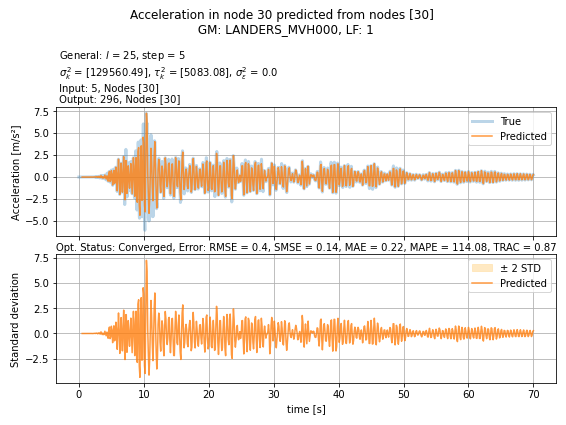 Acceleration in node 30 predicted from nodes [30]
GM: LANDERS_MVH000, LF: 1
General: l = 25, step = 5
σ²ₖ = [129560.49], τ²ₖ = [5083.08], σ²ε = 0.0
Input: 5, Nodes [30]
Output: 296, Nodes [30]
7.5
5.0
2.5
0.0
−2.5
−5.0
Acceleration [m/s²]
True
Predicted
Opt. Status: Converged, Error: RMSE = 0.4, SMSE = 0.14, MAE = 0.22, MAPE = 114.08, TRAC = 0.87
7.5
5.0
2.5
0.0
−2.5
Standard deviation
± 2 STD
Predicted
0 10 20 30 40 50 60 70
time [s]